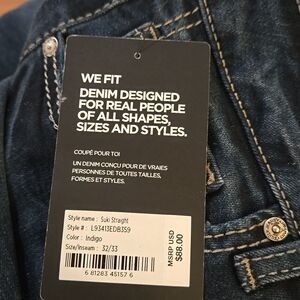 WE FIT
DENIM DESIGNED
FOR REAL PEOPLE
OF ALL SHAPES,
SIZES AND STYLES.
COUPÉ POUR TOI
UN DENIM CONÇU POUR DE VRAIES
PERSONNES DE TOUTES TAILLES,
FORMES ET STYLES.
Style name : Suki Straight
Style # : L93413EDB359
Color : Indigo
Size/Inseam : 32/33
MSRP USD
$88.00
6 81283 45157 6